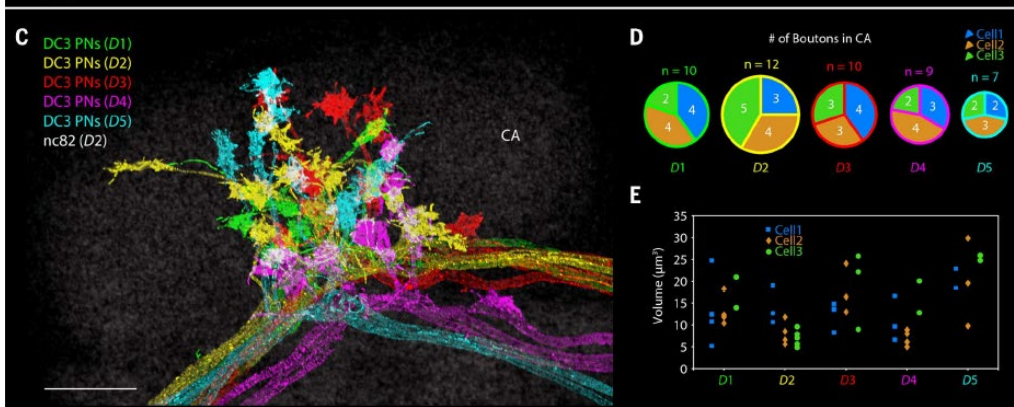 C
DC3 PNs (D1)
DC3 PNs (D2)
DC3 PNs (D3)
DC3 PNs (D4)
DC3 PNs (D5)
nc82 (D2)
CA
D
# of Boutons in CA
Cell1
Cell2
Cell3
n = 10
n = 12
n = 10
n = 9
n = 7
2
4
4
5
3
4
3
4
3
2
3
4
2
2
3
D1
D2
D3
D4
D5
E
35
30
25
20
15
10
5
0
Volume (µm³)
Cell1
Cell2
Cell3
D1
D2
D3
D4
D5